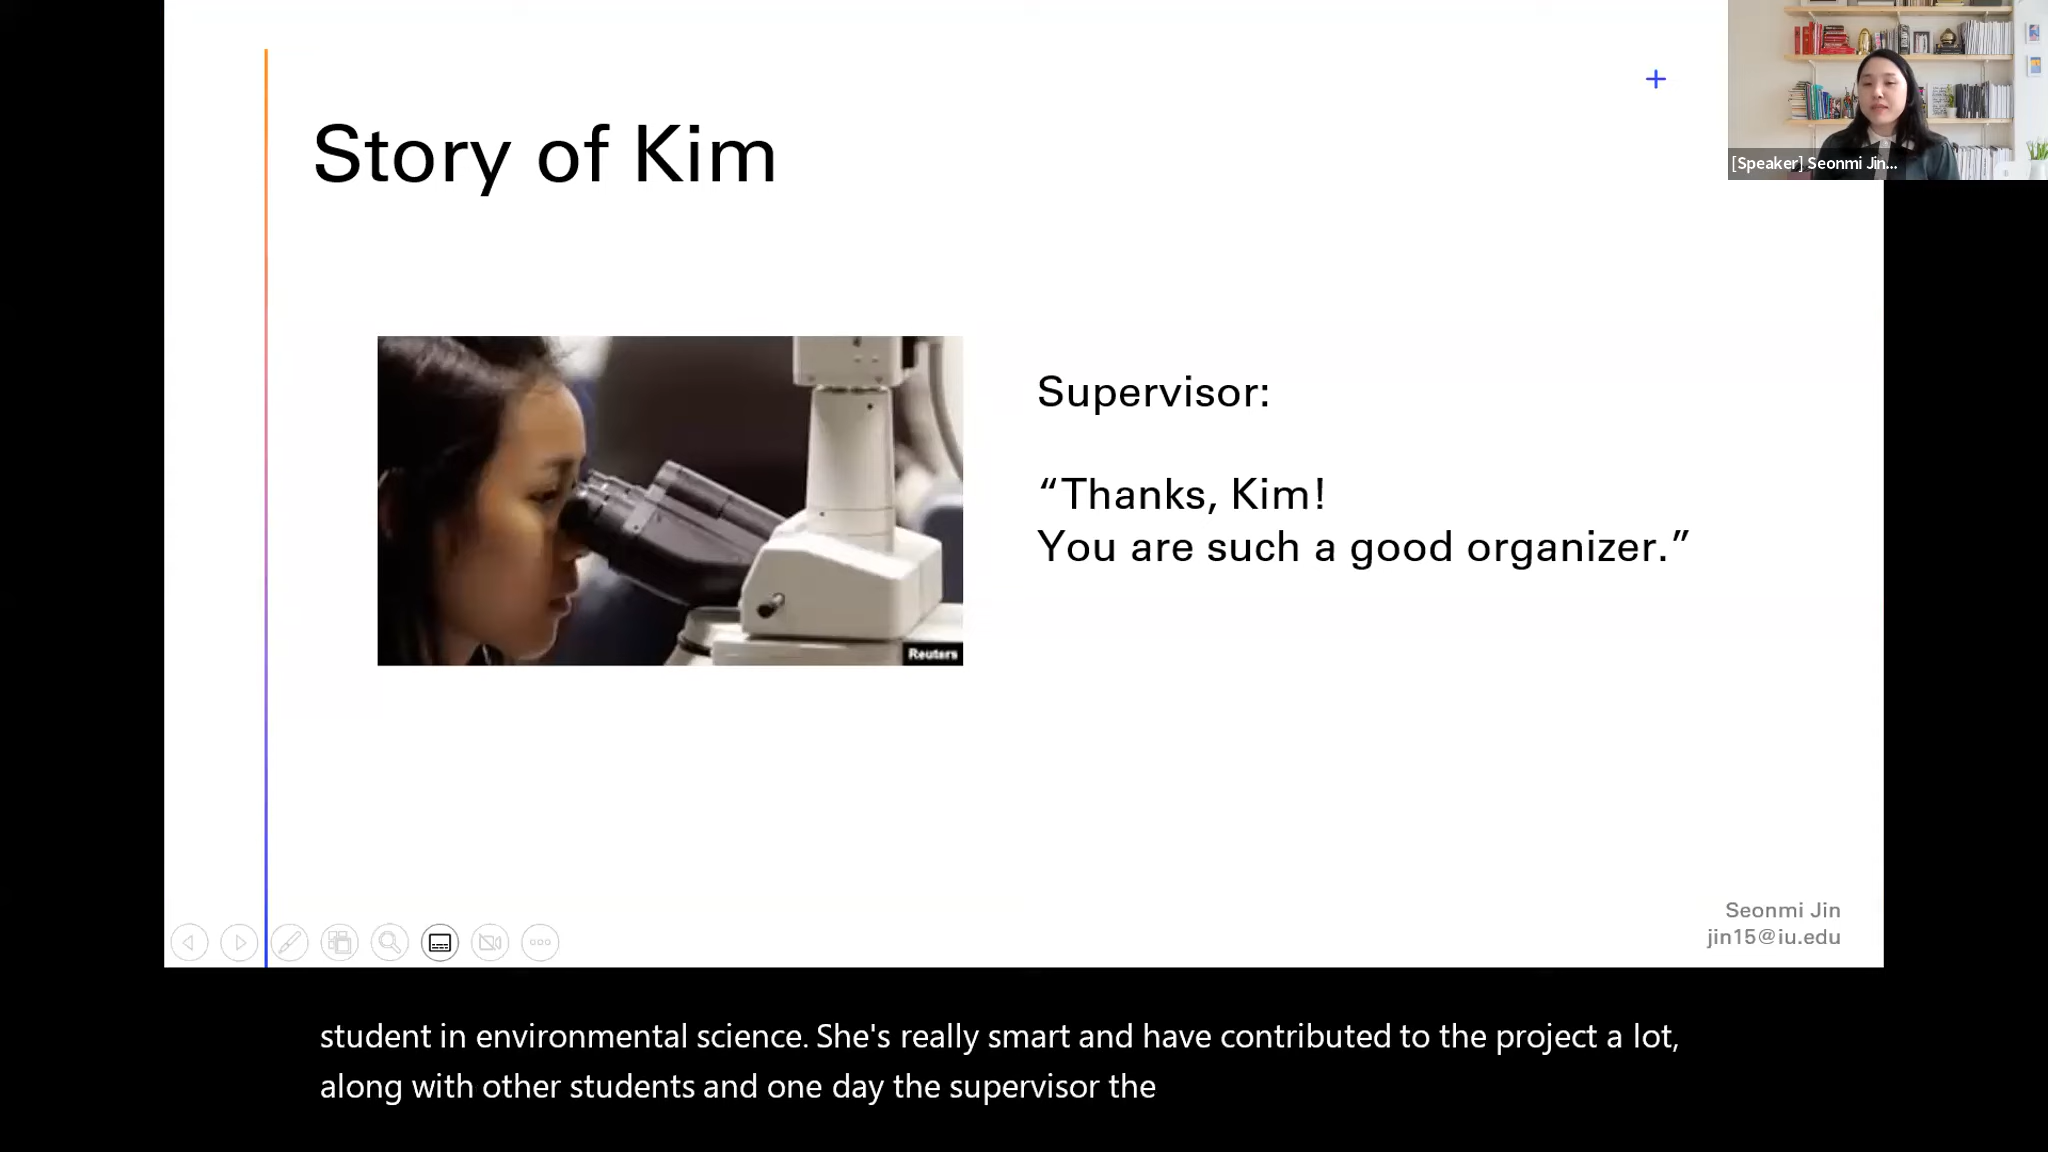 Story of Kim
[Speaker] Seonmi Jin...
Supervisor:
“Thanks, Kim!
You are such a good organizer.”
Reuters
Seonmi Jin
jin15@iu.edu
student in environmental science. She's really smart and have contributed to the project a lot,
along with other students and one day the supervisor the